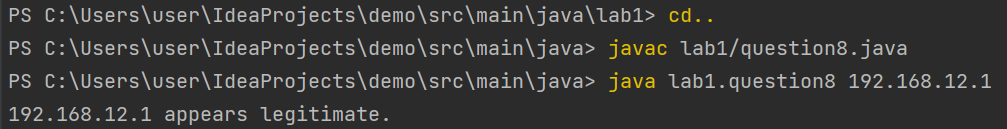 PS C:\Users\user\IdeaProjects\demo\src\main\java\lab1> cd..
PS C:\Users\user\IdeaProjects\demo\src\main\java> javac lab1/question8.java
PS C:\Users\user\IdeaProjects\demo\src\main\java> java lab1.question8 192.168.12.1
192.168.12.1 appears legitimate.